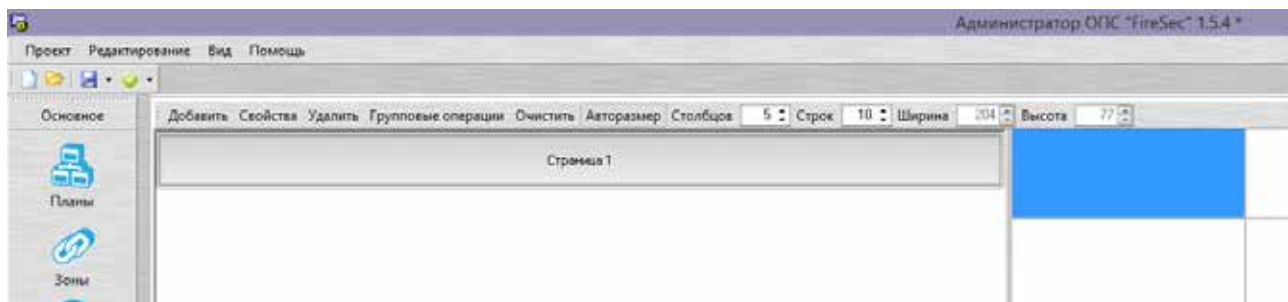 Администратор ОПС "FireSec" 1.5.4 *
Проект Редактирование Вид Помощь
Основное
Добавить Свойства Удалить Групповые операции Очистить Авторазмер Столбцов 5 Строк 10 Ширина 204 Высота 77
Страница 1
Планы
Зоны